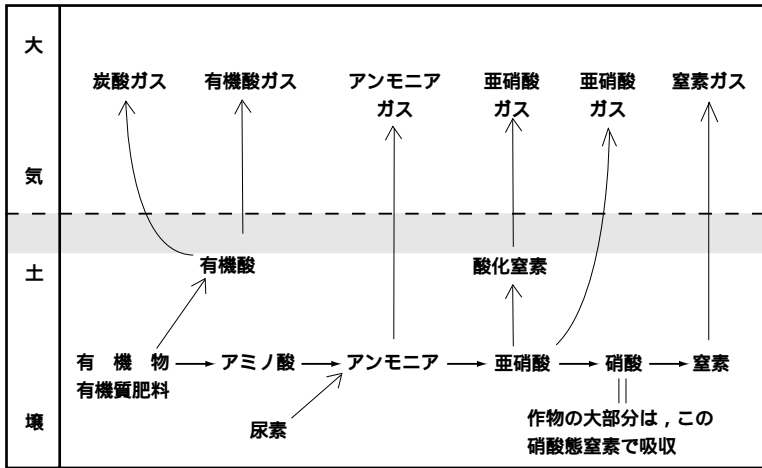 大
炭酸ガス 有機酸ガス アンモニア 亜硝酸 亜硝酸 窒素ガス
ガス ガス ガス
気
有機酸 酸化窒素
土
有機物 アミノ酸 アンモニア 亜硝酸 硝酸 窒素
有機質肥料
尿素 作物の大部分は,この
壌 硝酸態窒素で吸収